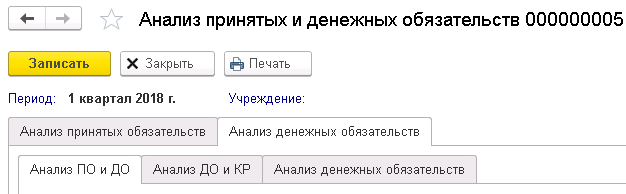 Анализ принятых и денежных обязательств 000000005
Записать Закрыть Печать
Период: 1 квартал 2018 г. Учреждение:
Анализ принятых обязательств Анализ денежных обязательств
Анализ ПО и ДО Анализ ДО и КР Анализ денежных обязательств